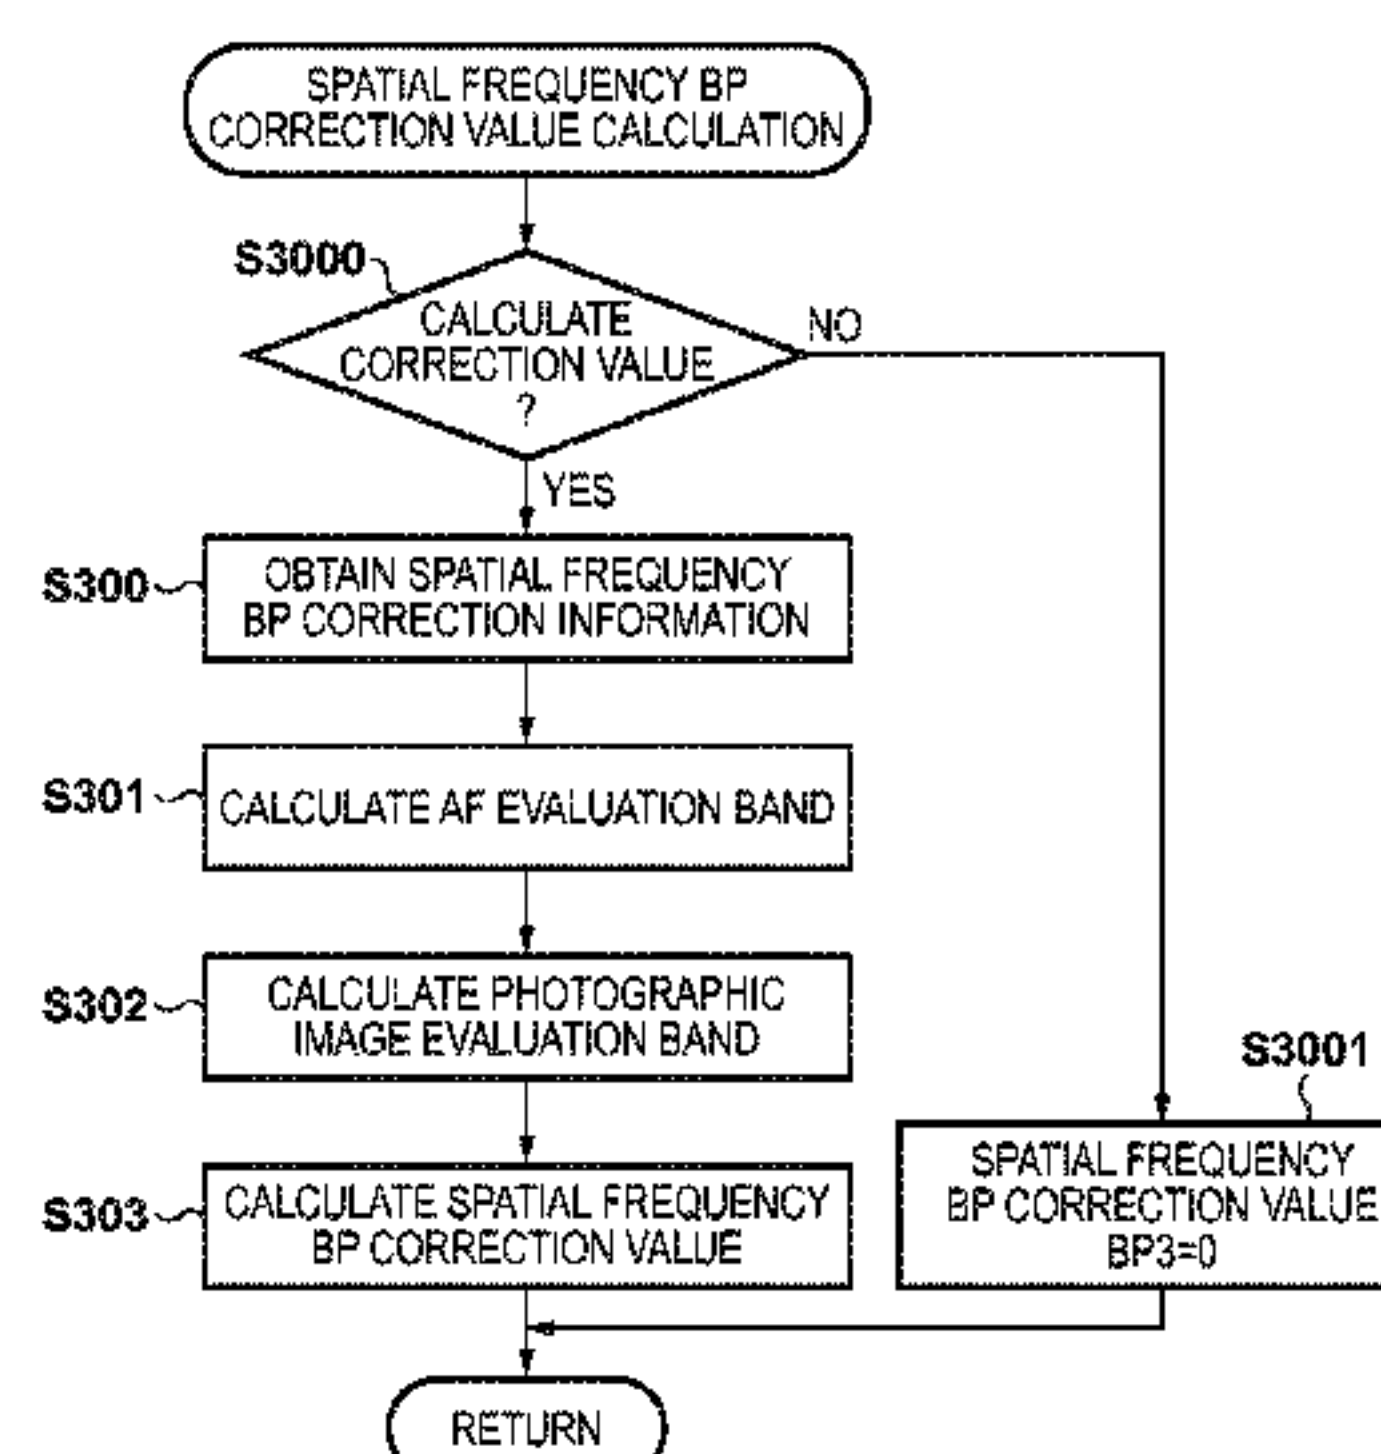 SPATIAL FREQUENCY BP
CORRECTION VALUE CALCULATION
S3000
CALCULATE
CORRECTION VALUE
?
NO
YES
S300
OBTAIN SPATIAL FREQUENCY
BP CORRECTION INFORMATION
S301
CALCULATE AF EVALUATION BAND
S302
CALCULATE PHOTOGRAPHIC
IMAGE EVALUATION BAND
S3001
SPATIAL FREQUENCY
BP CORRECTION VALUE
BP3=0
S303
CALCULATE SPATIAL FREQUENCY
BP CORRECTION VALUE
RETURN